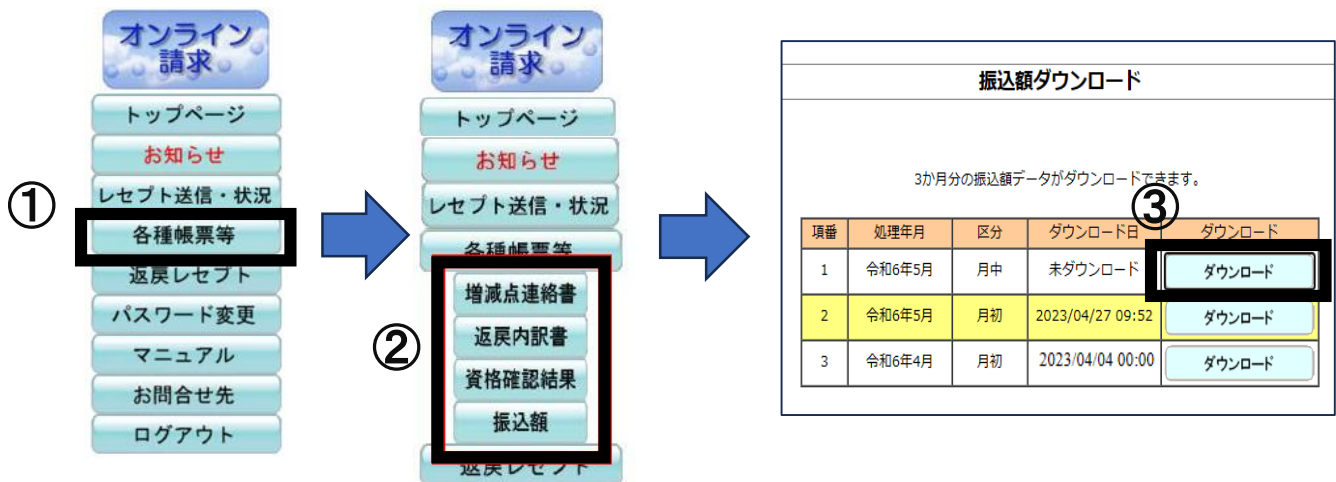 オンライン
請求
トップページ
お知らせ
レセプト送信・状況
①
各種帳票等
返戻レセプト
パスワード変更
マニュアル
お問合せ先
ログアウト
オンライン
請求
トップページ
お知らせ
レセプト送信・状況
各種帳票等
②
増減点連絡書
返戻内訳書
資格確認結果
振込額
返戻レセプト
振込額ダウンロード
3か月分の振込額データがダウンロードできます。
③
項番 処理年月 区分 ダウンロード日 ダウンロード
1 令和6年5月 月中 未ダウンロード ダウンロード
2 令和6年5月 月初 2023/04/27 09:52 ダウンロード
3 令和6年4月 月初 2023/04/04 00:00 ダウンロード